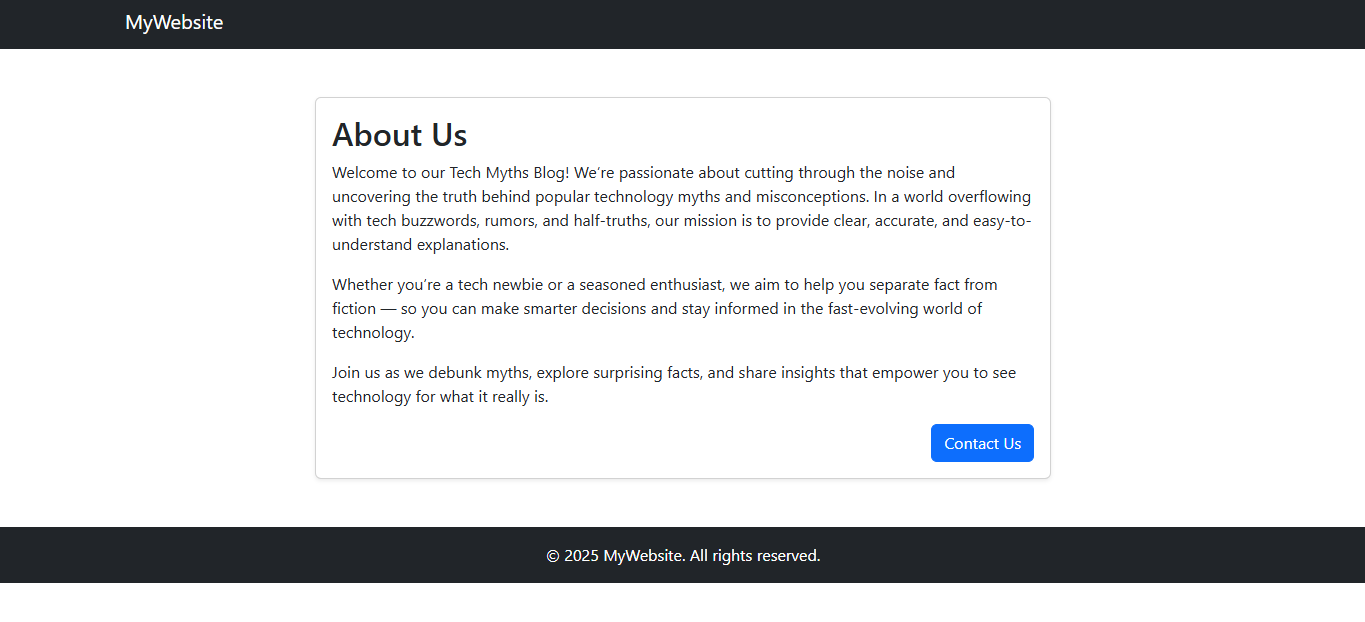 MyWebsite
About Us
Welcome to our Tech Myths Blog! We’re passionate about cutting through the noise and
uncovering the truth behind popular technology myths and misconceptions. In a world overflowing
with tech buzzwords, rumors, and half-truths, our mission is to provide clear, accurate, and easy-to-
understand explanations.
Whether you’re a tech newbie or a seasoned enthusiast, we aim to help you separate fact from
fiction — so you can make smarter decisions and stay informed in the fast-evolving world of
technology.
Join us as we debunk myths, explore surprising facts, and share insights that empower you to see
technology for what it really is.
Contact Us
© 2025 MyWebsite. All rights reserved.